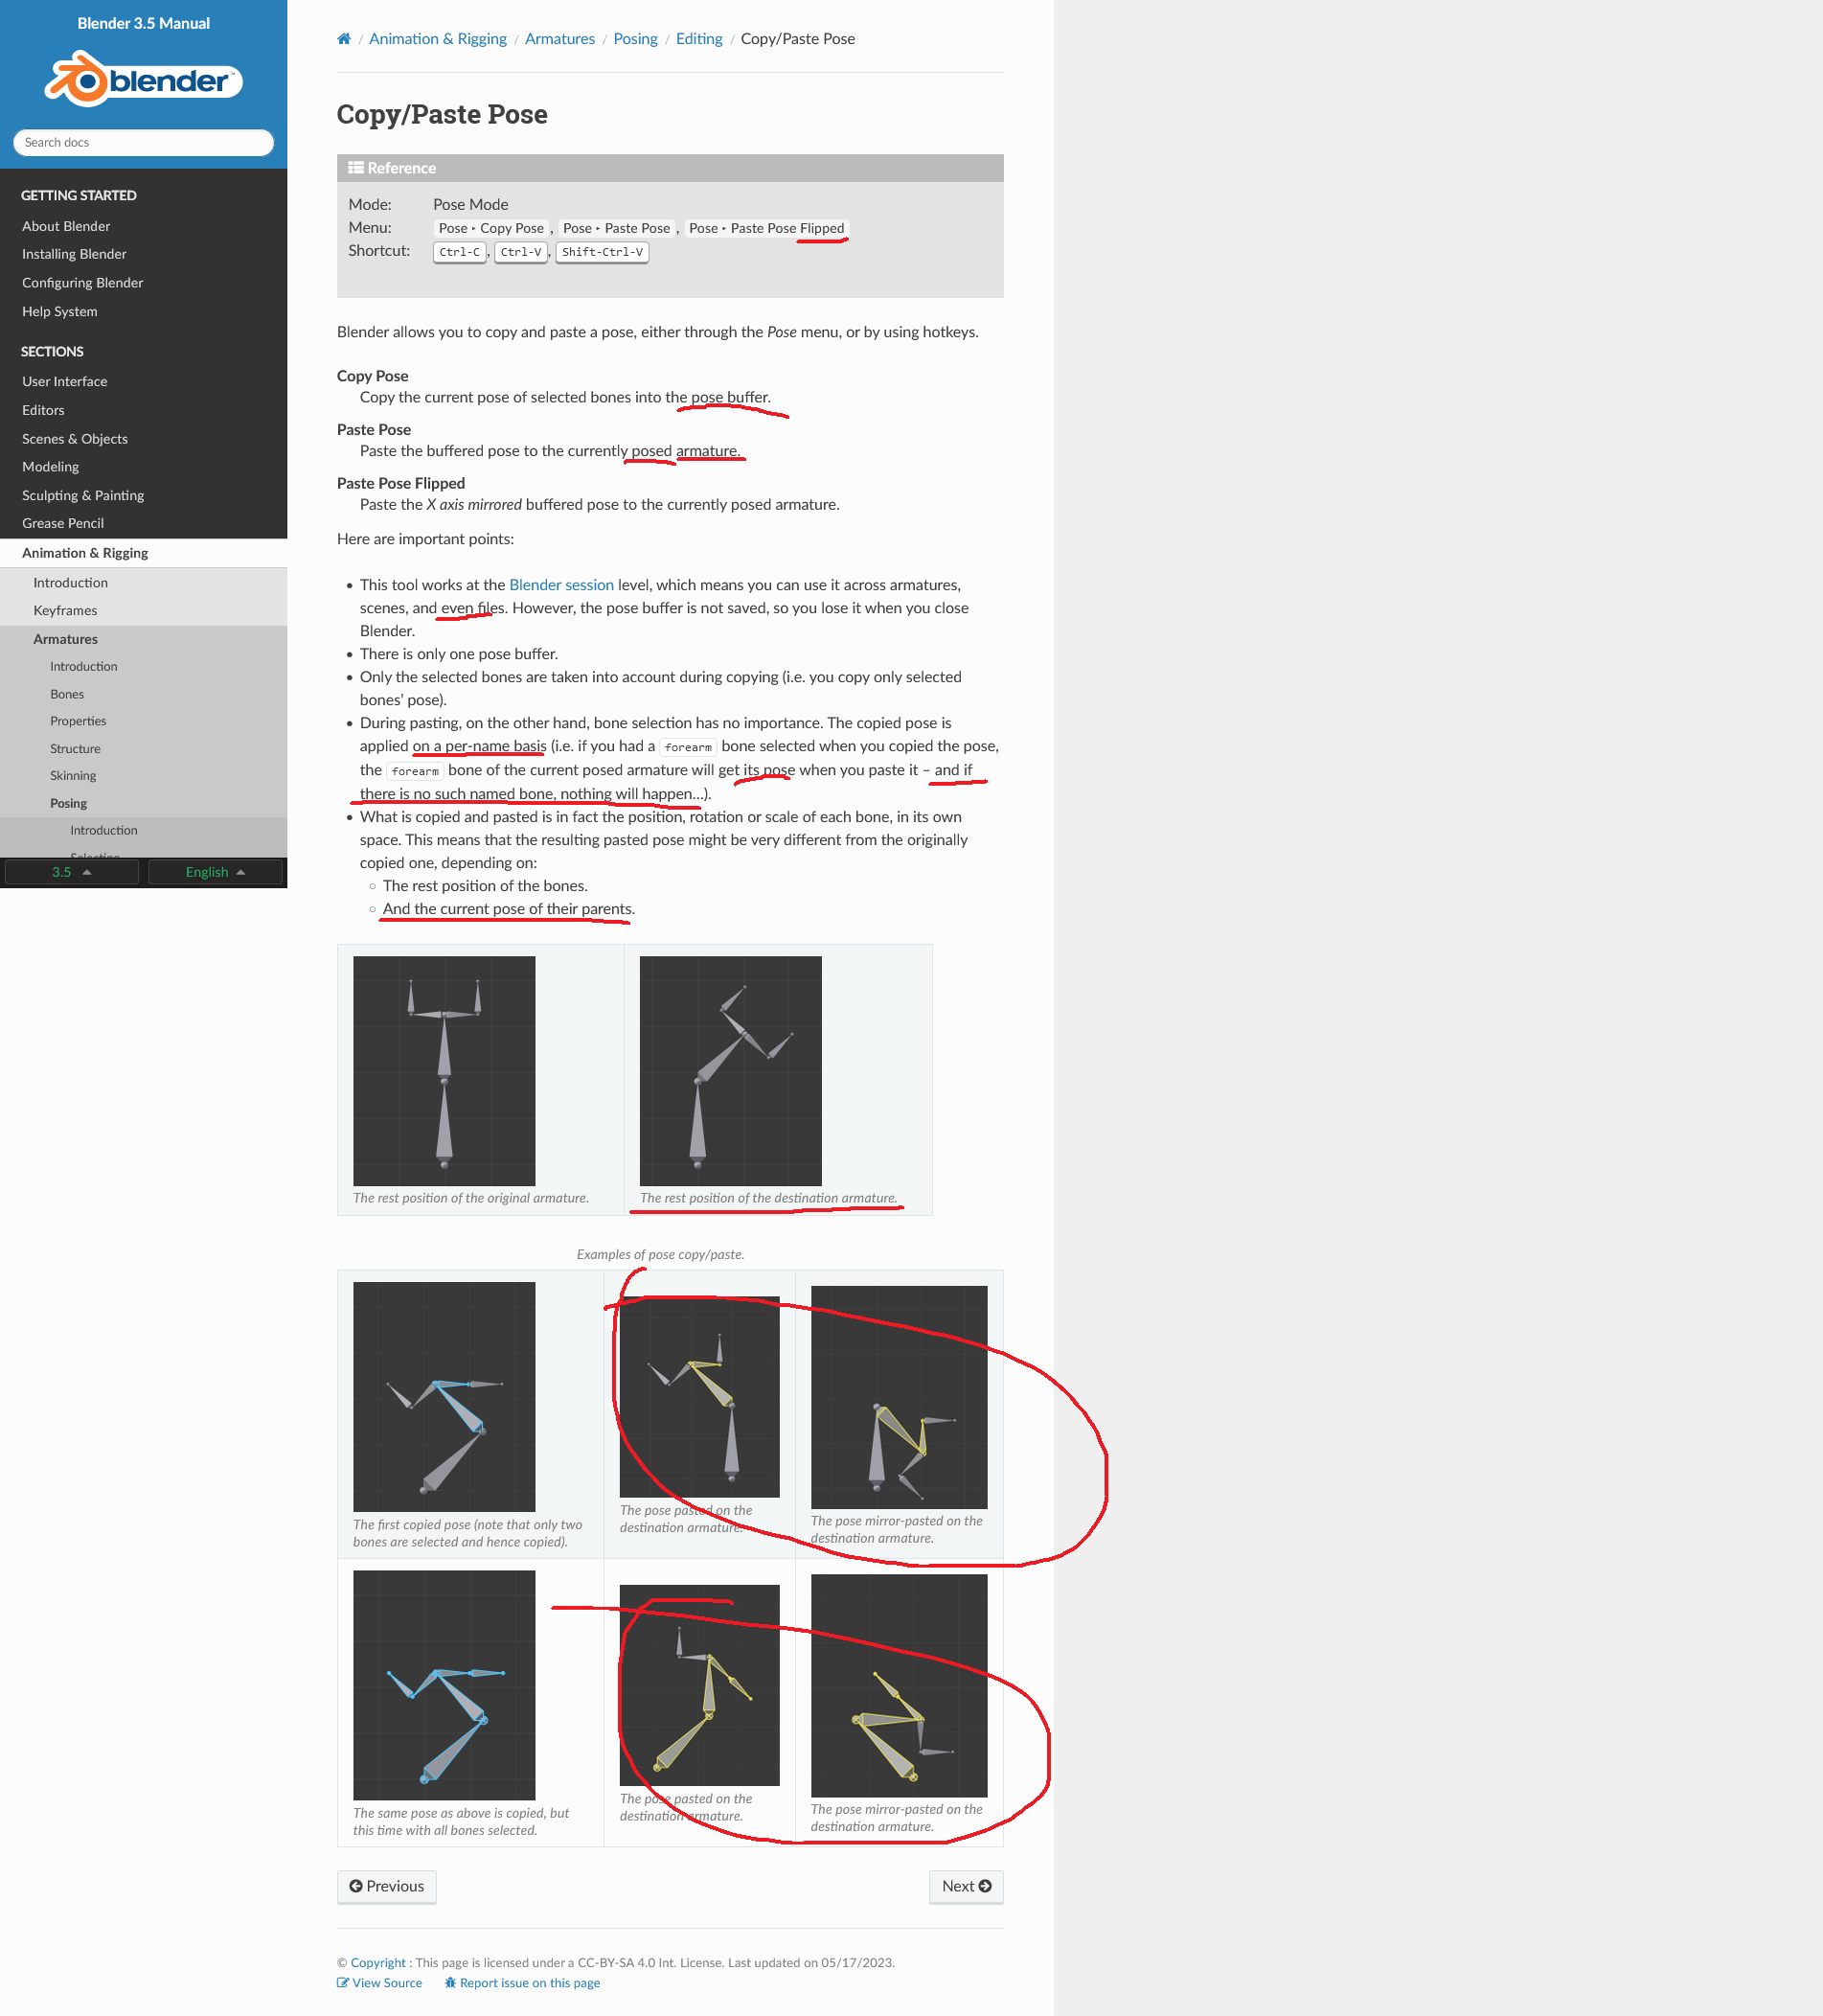 Blender 3.5 Manual
blender™
Search docs
GETTING STARTED
About Blender
Installing Blender
Configuring Blender
Help System
SECTIONS
User Interface
Editors
Scenes & Objects
Modeling
Sculpting & Painting
Grease Pencil
Animation & Rigging
Introduction
Keyframes
Armatures
Introduction
Bones
Properties
Structure
Skinning
Posing
Introduction
Selecting
3.5
English
/ Animation & Rigging / Armatures / Posing / Editing / Copy/Paste Pose
Copy/Paste Pose
Reference
Mode: Pose Mode
Menu: Pose ‣ Copy Pose, Pose ‣ Paste Pose, Pose ‣ Paste Pose Flipped
Shortcut: Ctrl-C, Ctrl-V, Shift-Ctrl-V
Blender allows you to copy and paste a pose, either through the Pose menu, or by using hotkeys.
Copy Pose
Copy the current pose of selected bones into the pose buffer.
Paste Pose
Paste the buffered pose to the currently posed armature.
Paste Pose Flipped
Paste the X axis mirrored buffered pose to the currently posed armature.
Here are important points:
• This tool works at the Blender session level, which means you can use it across armatures,
scenes, and even files. However, the pose buffer is not saved, so you lose it when you close
Blender.
• There is only one pose buffer.
• Only the selected bones are taken into account during copying (i.e. you copy only selected
bones’ pose).
• During pasting, on the other hand, bone selection has no importance. The copied pose is
applied on a per-name basis (i.e. if you had a forearm bone selected when you copied the pose,
the forearm bone of the current posed armature will get its pose when you paste it – and if
there is no such named bone, nothing will happen…).
• What is copied and pasted is in fact the position, rotation or scale of each bone, in its own
space. This means that the resulting pasted pose might be very different from the originally
copied one, depending on:
◦ The rest position of the bones.
◦ And the current pose of their parents.
The rest position of the original armature.
The rest position of the destination armature.
Examples of pose copy/paste.
The first copied pose (note that only two
bones are selected and hence copied).
The pose pasted on the
destination armature.
The pose mirror-pasted on the
destination armature.
The same pose as above is copied, but
this time with all bones selected.
The pose pasted on the
destination armature.
The pose mirror-pasted on the
destination armature.
Previous
Next
© Copyright : This page is licensed under a CC-BY-SA 4.0 Int. License. Last updated on 05/17/2023.
View Source Report issue on this page